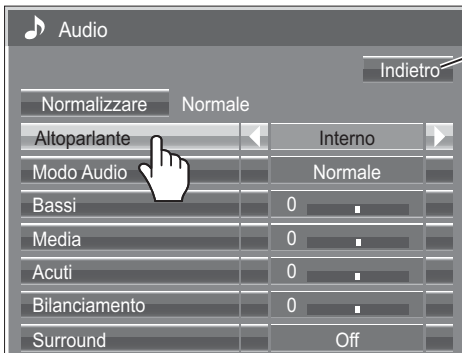 Audio
Indietro
Normalizzare Normale
Altoparlante Interno
Modo Audio Normale
Bassi 0
Media 0
Acuti 0
Bilanciamento 0
Surround Off